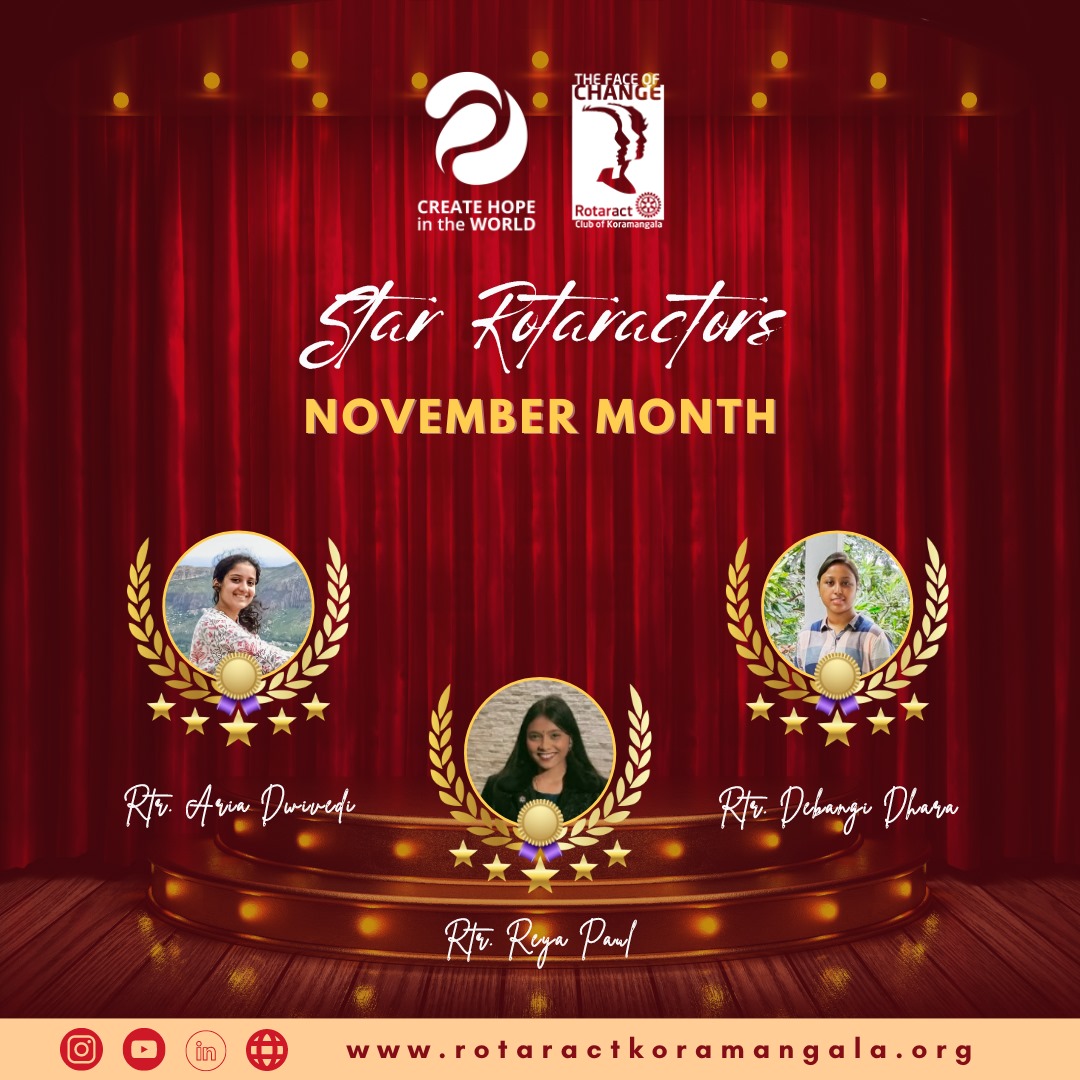 THE FACE OF
CHANGE
CREATE HOPE
in the WORLD
Rotaract
Club of Koramangala
Star Rotaractors
NOVEMBER MONTH
Rtr. Aria Dwivedi
Rtr. Debangi Dhara
Rtr. Reya Paul
in
www.rotaractkoramangala.org